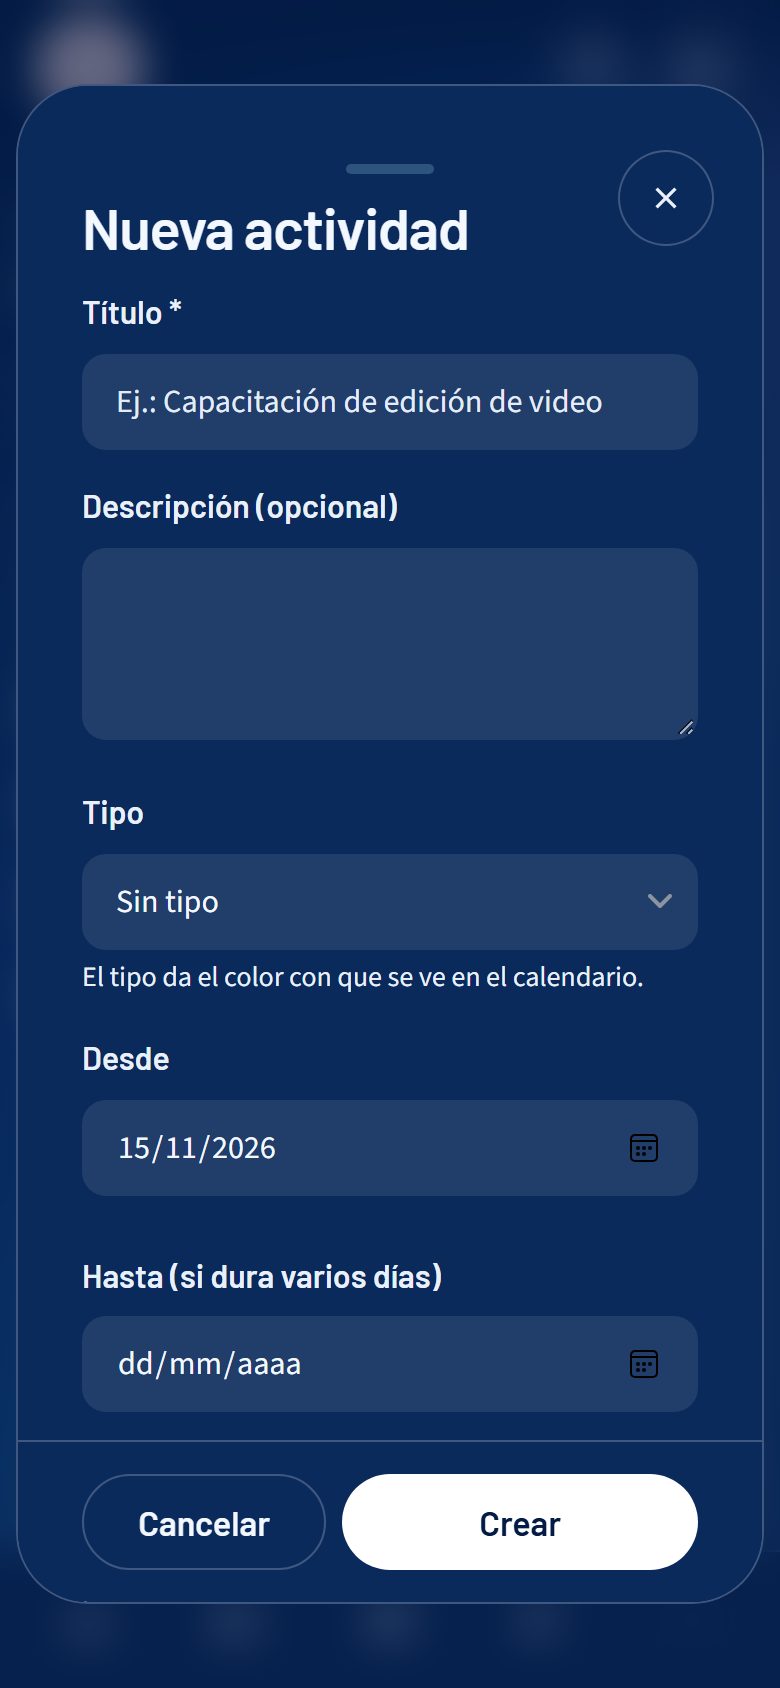 Nueva actividad
Título *
Ej.: Capacitación de edición de video
Descripción (opcional)
Tipo
Sin tipo
El tipo da el color con que se ve en el calendario.
Desde
15/11/2026
Hasta (si dura varios días)
dd/mm/aaaa
Cancelar
Crear